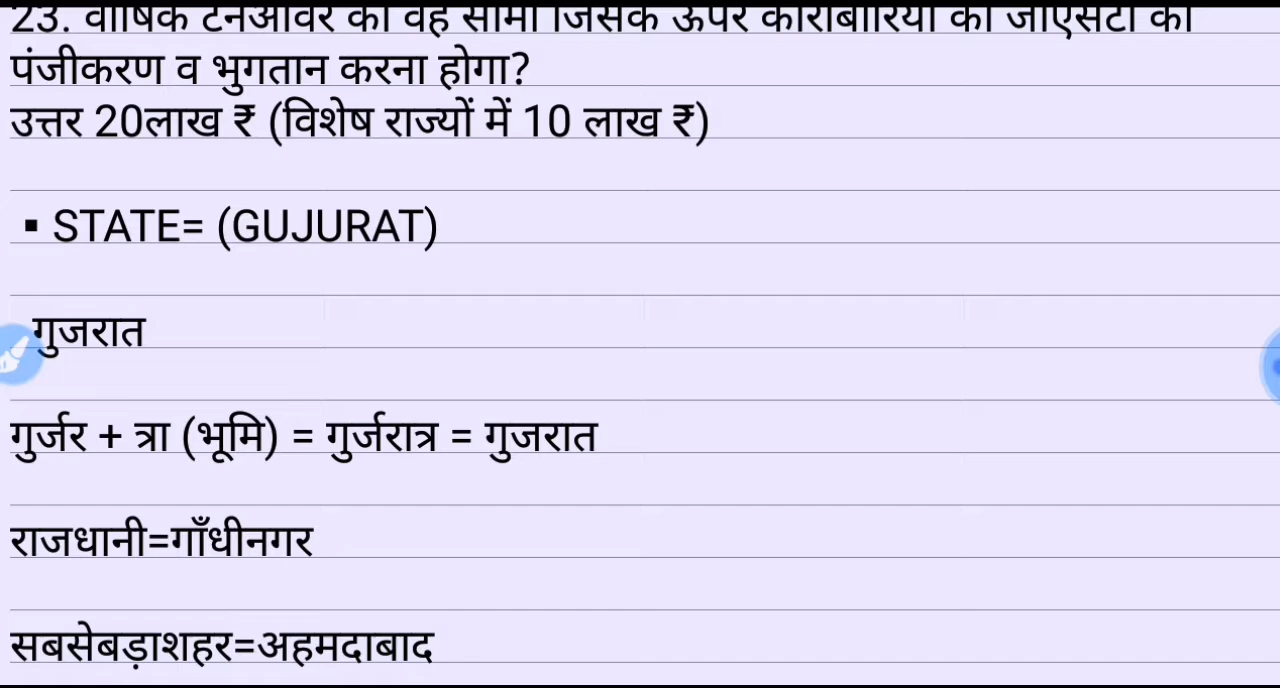 23. वार्षिक टर्नओवर की वह सीमा जिसके ऊपर कारोबारियों को जीएसटी का
पंजीकरण व भुगतान करना होगा?
उत्तर 20लाख ₹ (विशेष राज्यों में 10 लाख ₹)
▪ STATE= (GUJURAT)
गुजरात
गुर्जर + त्रा (भूमि) = गुर्जरात्र = गुजरात
राजधानी=गाँधीनगर
सबसेबड़ाशहर=अहमदाबाद